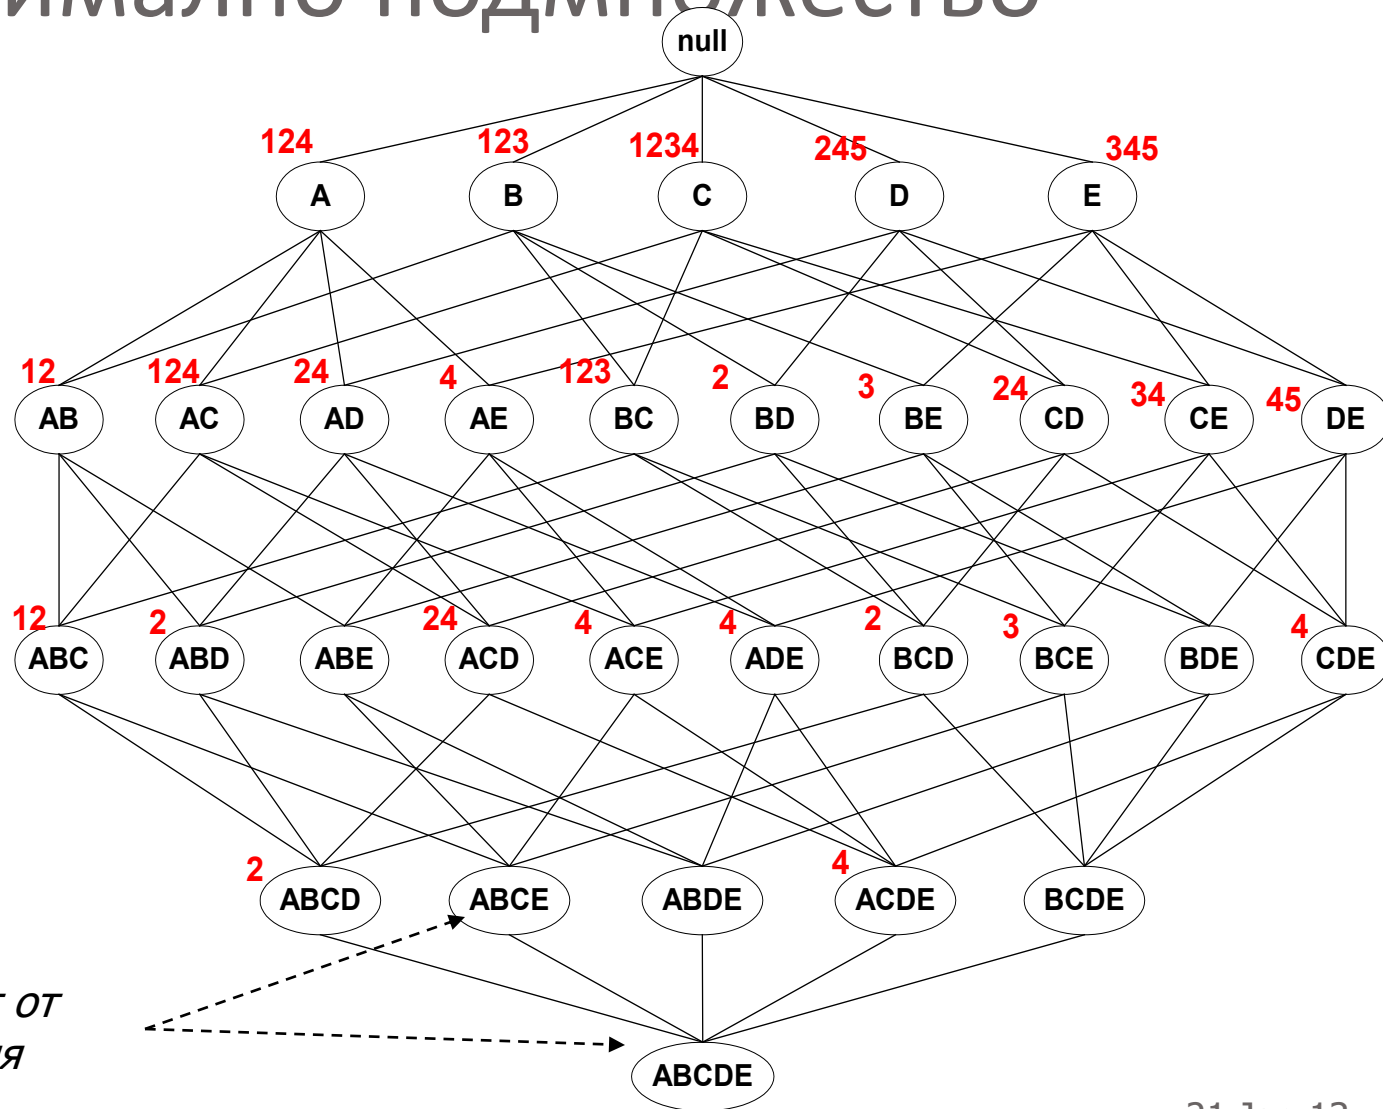 подмножество
null
124 123 1234 245 345
A B C D E
12 124 24 4 123 2 3 24 34 45
AB AC AD AE BC BD BE CD CE DE
12 2 24 4 4 2 3 4
ABC ABD ABE ACD ACE ADE BCD BCE BDE CDE
2 4
ABCD ABCE ABDE ACDE BCDE
от
ABCDE